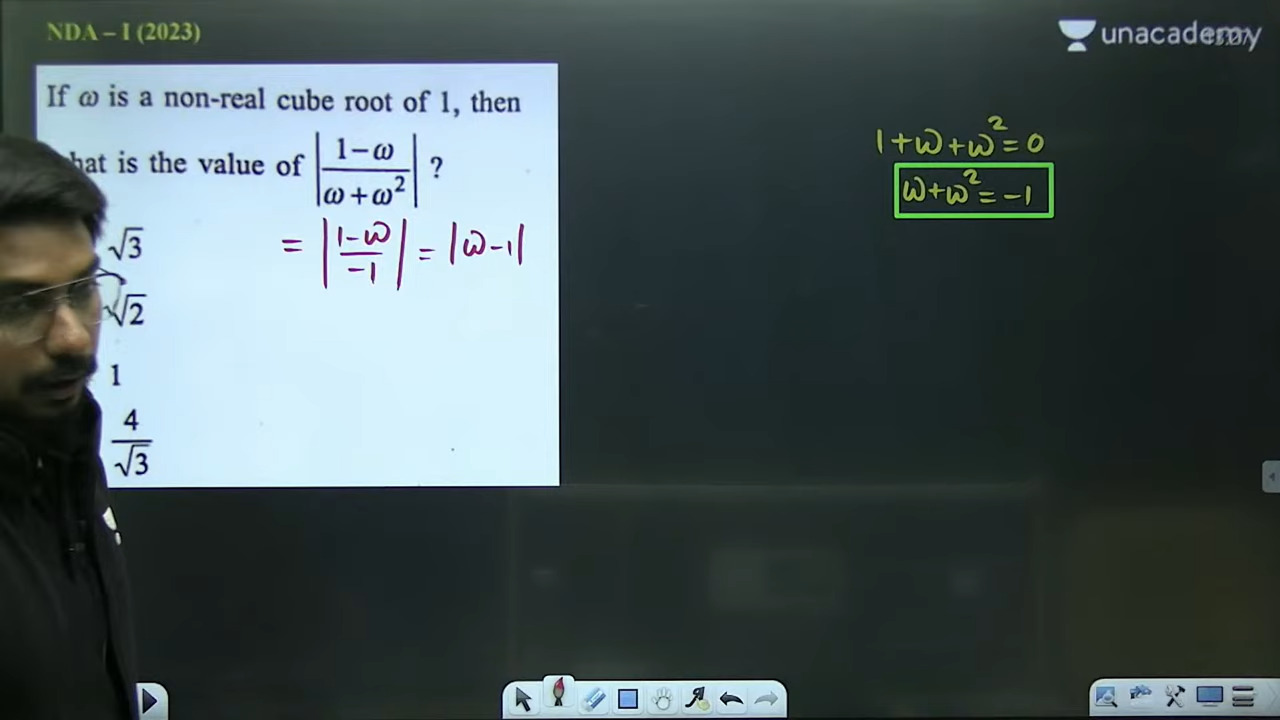 NDA – I (2023)
unacademy
If ω is a non-real cube root of 1, then
what is the value of |(1 − ω)/(ω + ω²)| ?
= |(1-ω)/-1| = |ω-1|
√3
√2
1
4/√3
1+ω+ω²=0
ω+ω²=-1